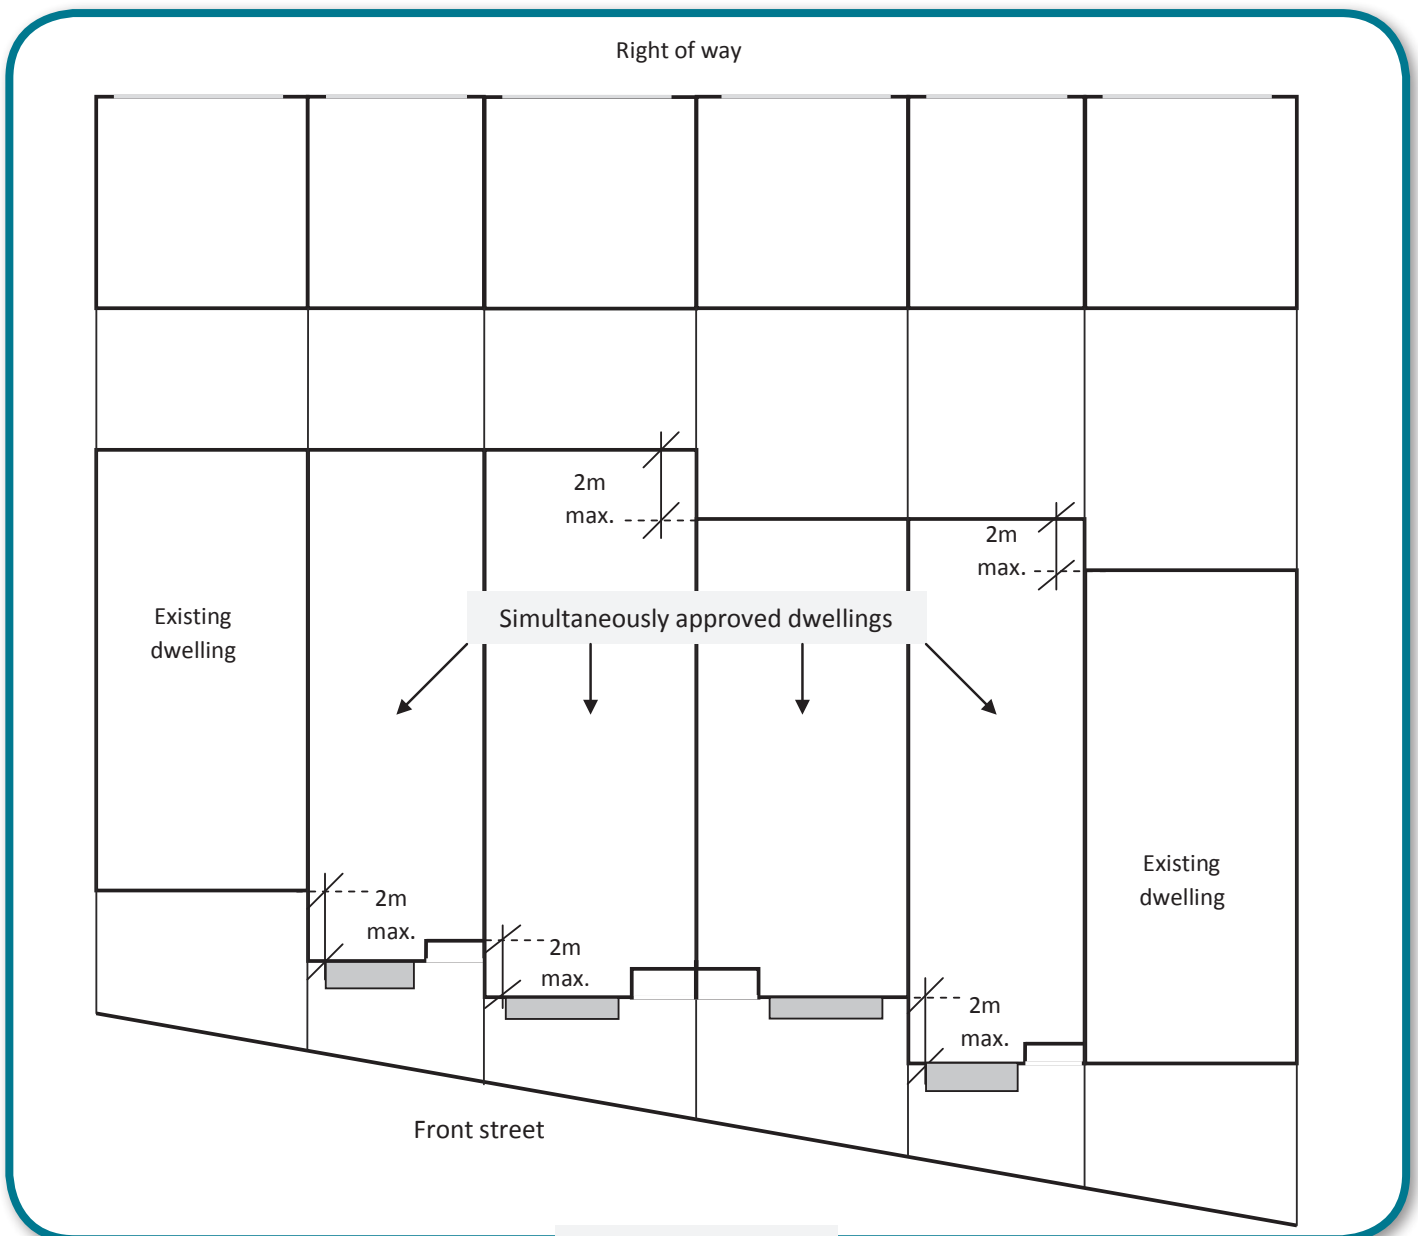 Right of way
2m
max.
2m
max.
Simultaneously approved dwellings
Existing
dwelling
Existing
dwelling
2m
max.
2m
max.
2m
max.
Front street